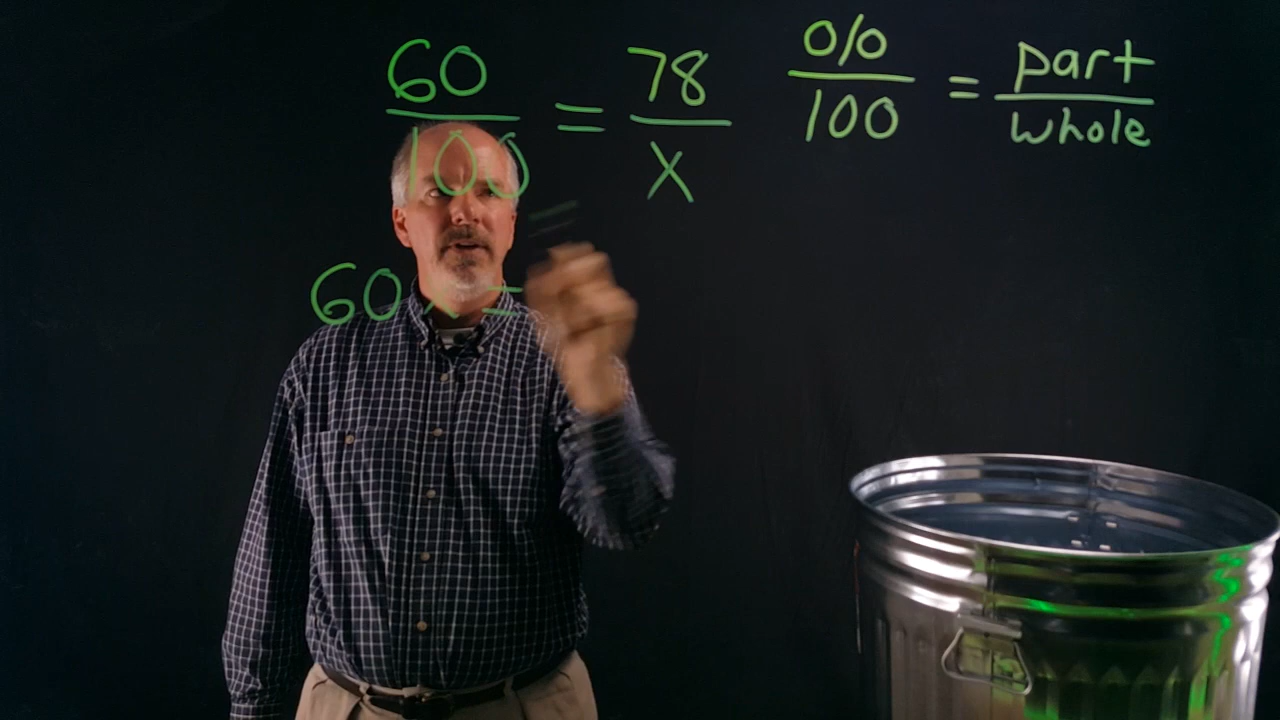 60/100 = 78/x
%/100 = part/whole
60x =